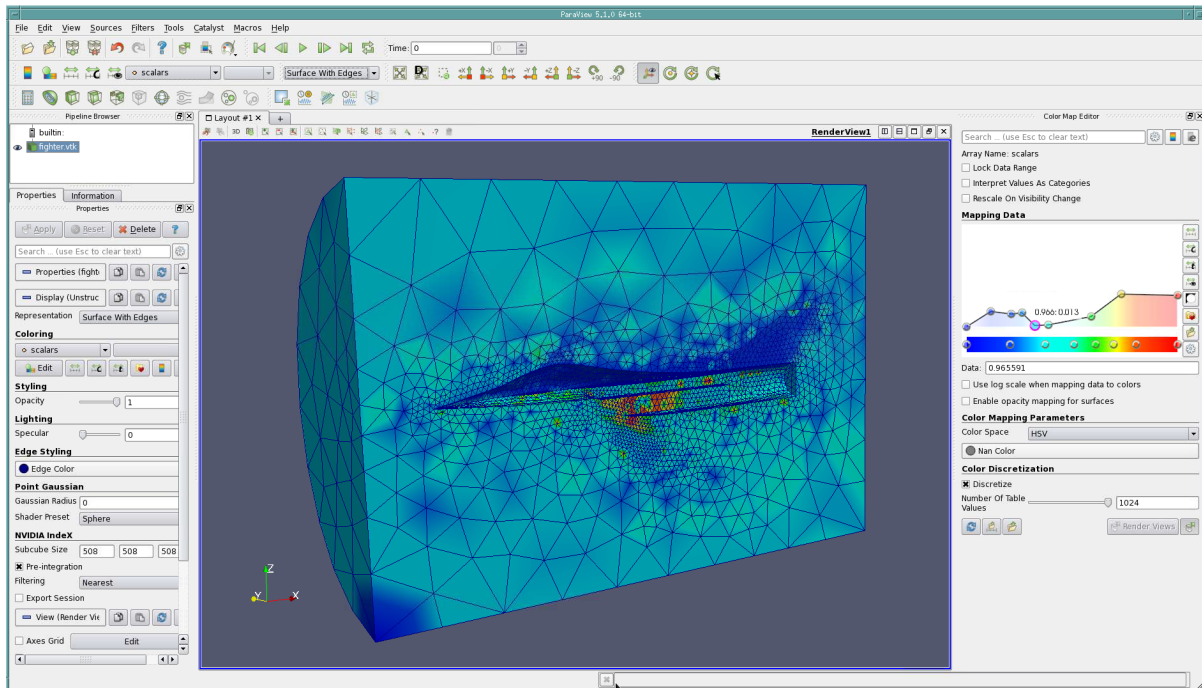 ParaView 5.1.0 64-bit
File Edit View Sources Filters Tools Catalyst Macros Help
Time: 0 0
scalars Surface With Edges +90 -90
Pipeline Browser
builtin:
fighter.vtk
Properties Information
Properties
Apply Reset Delete ?
Search ... (use Esc to clear text)
Properties (fight
Display (Unstruc
Representation Surface With Edges
Coloring
scalars
Edit
Styling
Opacity 1
Lighting
Specular 0
Edge Styling
Edge Color
Point Gaussian
Gaussian Radius 0
Shader Preset Sphere
NVIDIA IndeX
Subcube Size 508 508 508
Pre-integration
Filtering Nearest
Export Session
View (Render Vie
Axes Grid Edit
Layout #1 × +
3D RenderView1
Z
Y X
Color Map Editor
Search ... (use Esc to clear text)
Array Name: scalars
Lock Data Range
Interpret Values As Categories
Rescale On Visibility Change
Mapping Data
0.966: 0.013
Data: 0.965591
Use log scale when mapping data to colors
Enable opacity mapping for surfaces
Color Mapping Parameters
Color Space HSV
Nan Color
Color Discretization
Discretize
Number Of Table
Values 1024
Render Views